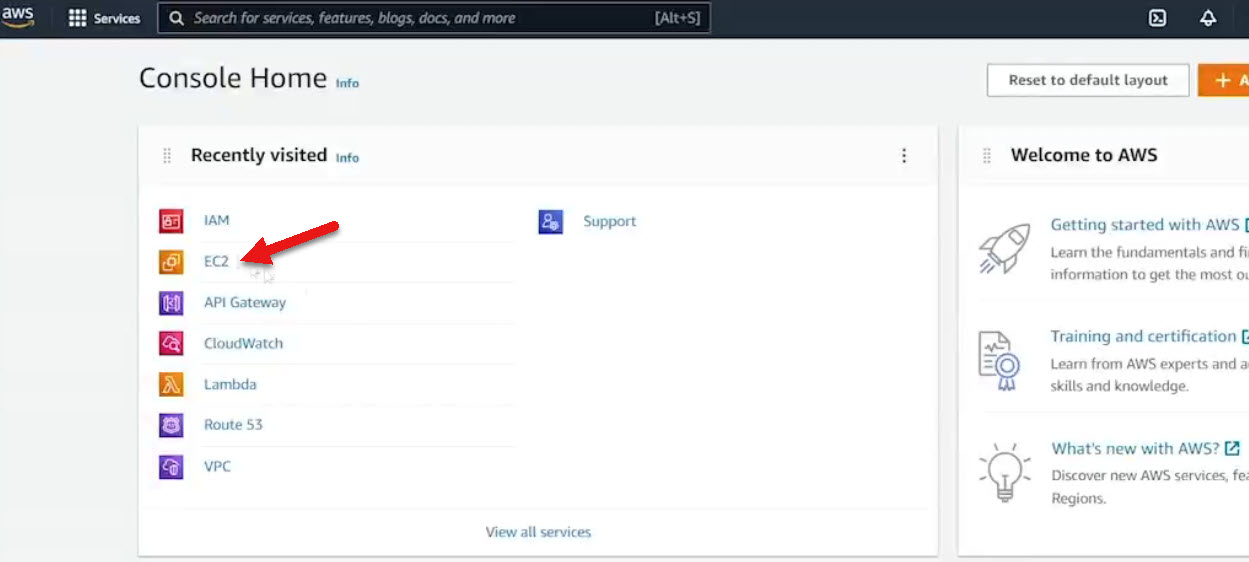 aws
Services
Search for services, features, blogs, docs, and more
[Alt+S]
Console Home Info
Reset to default layout
Recently visited Info
IAM
EC2
API Gateway
CloudWatch
Lambda
Route 53
VPC
Support
View all services
Welcome to AWS
Getting started with AWS
Learn the fundamentals and
information to get the most
Training and certification
Learn from AWS experts and
skills and knowledge.
What's new with AWS?
Discover new AWS services,
Regions.